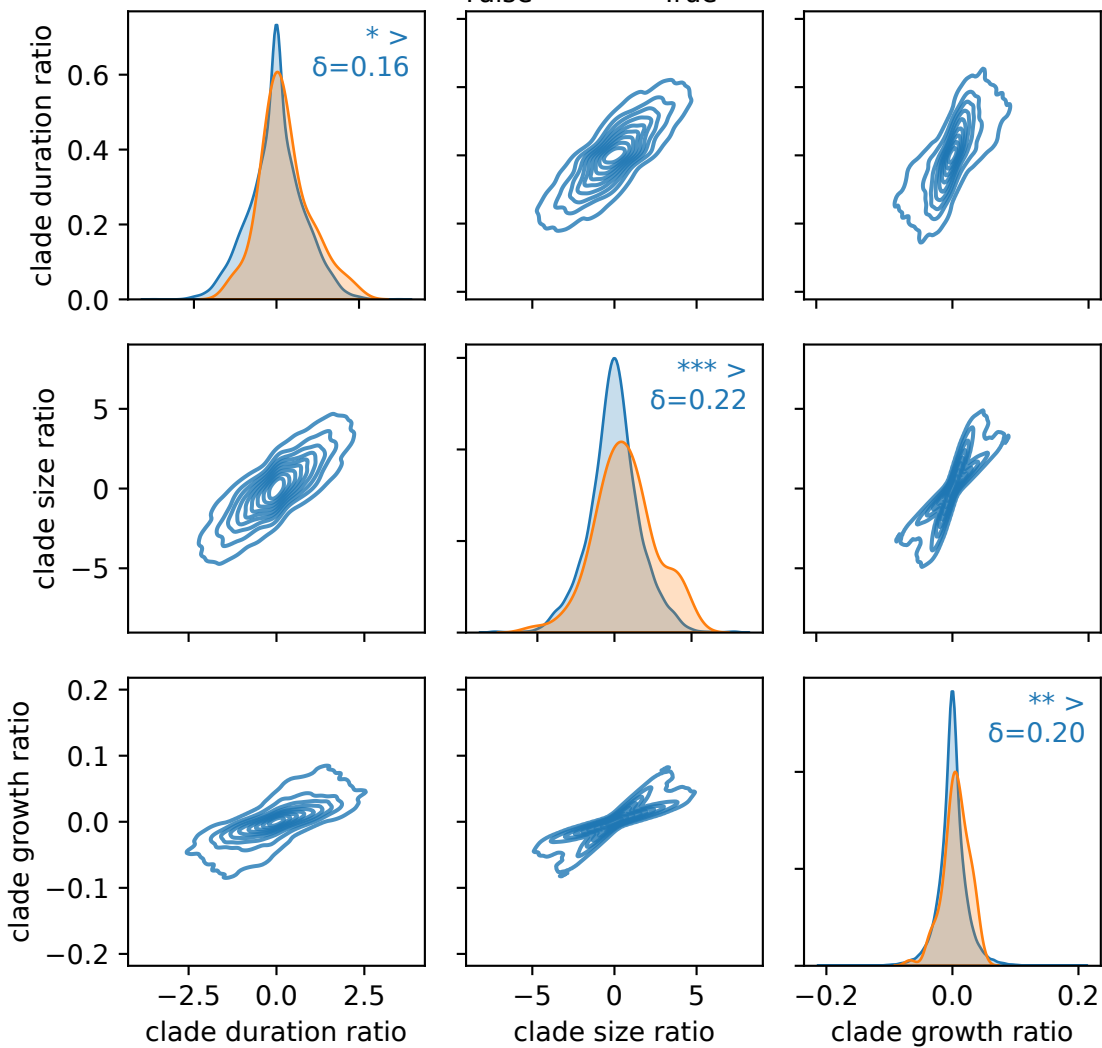 clade duration ratio
0.6
0.4
0.2
0.0
* >
δ=0.16
clade size ratio
5
0
−5
*** >
δ=0.22
clade growth ratio
0.2
0.1
0.0
−0.1
−0.2
** >
δ=0.20
−2.5 0.0 2.5
−5 0 5
−0.2 0.0 0.2
clade duration ratio
clade size ratio
clade growth ratio